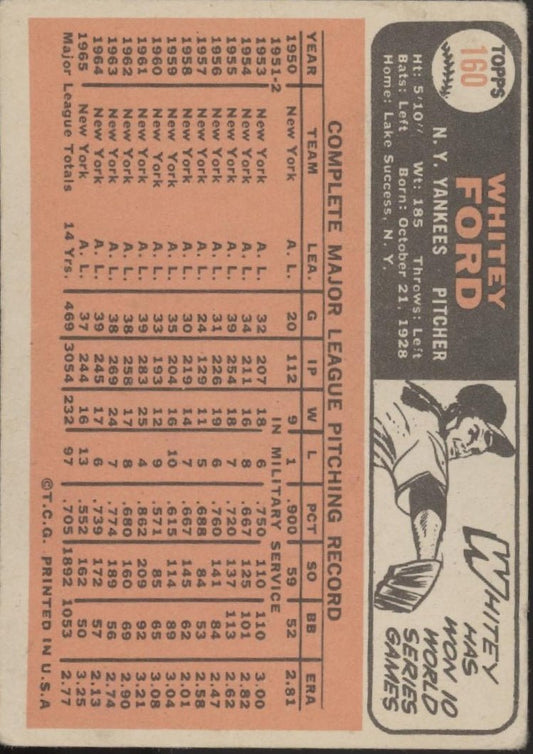 TOPPS
160
WHITEY
FORD
N. Y. YANKEES PITCHER
Ht: 5'10" Wt: 185 Throws: Left
Bats: Left Born: October 21, 1928
Home: Lake Success, N. Y.
WHITEY
HAS
WON 10
WORLD
SERIES
GAMES
COMPLETE MAJOR LEAGUE PITCHING RECORD
YEAR TEAM LEA. G IP W L PCT SO BB ERA
1950 New York A. L. 20 112 9 1 .900 59 52 2.81
1951-2 IN MILITARY SERVICE
1953 New York A. L. 32 207 18 6 .750 110 110 3.00
1954 New York A. L. 34 211 16 8 .667 125 101 2.82
1955 New York A. L. 39 254 18 7 .720 137 113 2.62
1956 New York A. L. 31 226 19 6 .760 141 84 2.47
1957 New York A. L. 24 129 11 5 .688 84 53 2.58
1958 New York A. L. 30 219 14 7 .667 145 62 2.01
1959 New York A. L. 35 204 16 10 .615 114 89 3.04
1960 New York A. L. 33 193 12 9 .571 85 65 3.08
1961 New York A. L. 39 283 25 4 .862 209 92 3.21
1962 New York A. L. 38 258 17 8 .680 160 69 2.90
1963 New York A. L. 38 269 24 7 .774 189 56 2.74
1964 New York A. L. 39 245 17 6 .739 172 57 2.13
1965 New York A. L. 37 244 16 13 .552 162 50 3.25
Major League Totals 14 Yrs. 469 3054 232 97 .705 1892 1053 2.77
©T.C.G. PRINTED IN U.S.A